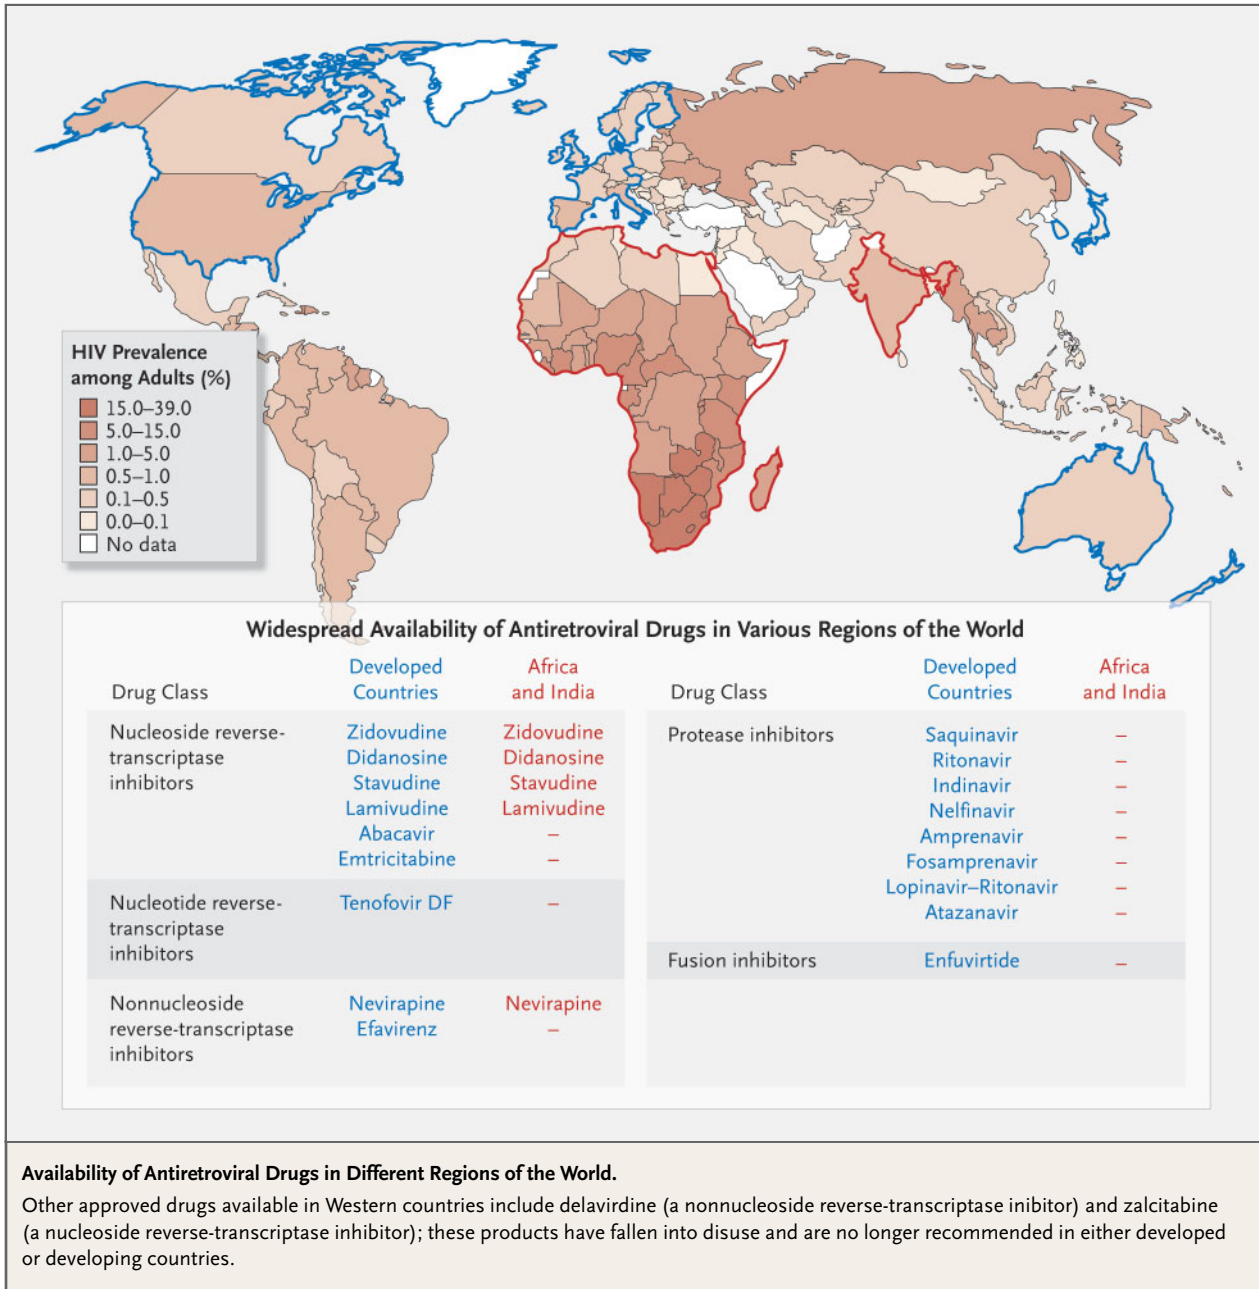 HIV Prevalence
among Adults (%)
15.0–39.0
5.0–15.0
1.0–5.0
0.5–1.0
0.1–0.5
0.0–0.1
No data
Widespread Availability of Antiretroviral Drugs in Various Regions of the World
Drug Class
Developed
Countries
Africa
and India
Nucleoside reverse-
transcriptase
inhibitors
Zidovudine Zidovudine
Didanosine Didanosine
Stavudine Stavudine
Lamivudine Lamivudine
Abacavir –
Emtricitabine –
Nucleotide reverse-
transcriptase
inhibitors
Tenofovir DF –
Nonnucleoside
reverse-transcriptase
inhibitors
Nevirapine Nevirapine
Efavirenz –
Drug Class
Developed
Countries
Africa
and India
Protease inhibitors
Saquinavir –
Ritonavir –
Indinavir –
Nelfinavir –
Amprenavir –
Fosamprenavir –
Lopinavir–Ritonavir –
Atazanavir –
Fusion inhibitors Enfuvirtide –
Availability of Antiretroviral Drugs in Different Regions of the World.
Other approved drugs available in Western countries include delavirdine (a nonnucleoside reverse-transcriptase inibitor) and zalcitabine
(a nucleoside reverse-transcriptase inhibitor); these products have fallen into disuse and are no longer recommended in either developed
or developing countries.